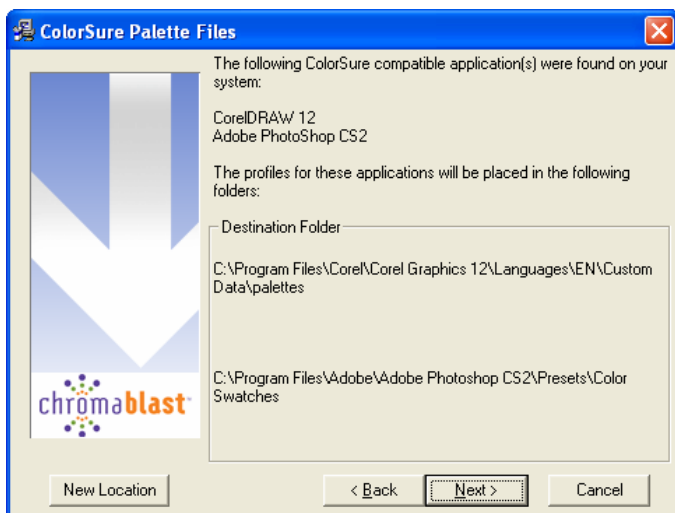 ColorSure Palette Files
The following ColorSure compatible application(s) were found on your
system:
CorelDRAW 12
Adobe PhotoShop CS2
The profiles for these applications will be placed in the following
folders:
Destination Folder
C:\Program Files\Corel\Corel Graphics 12\Languages\EN\Custom
Data\palettes
C:\Program Files\Adobe\Adobe Photoshop CS2\Presets\Color
Swatches
chromablast
New Location
< Back
Next >
Cancel